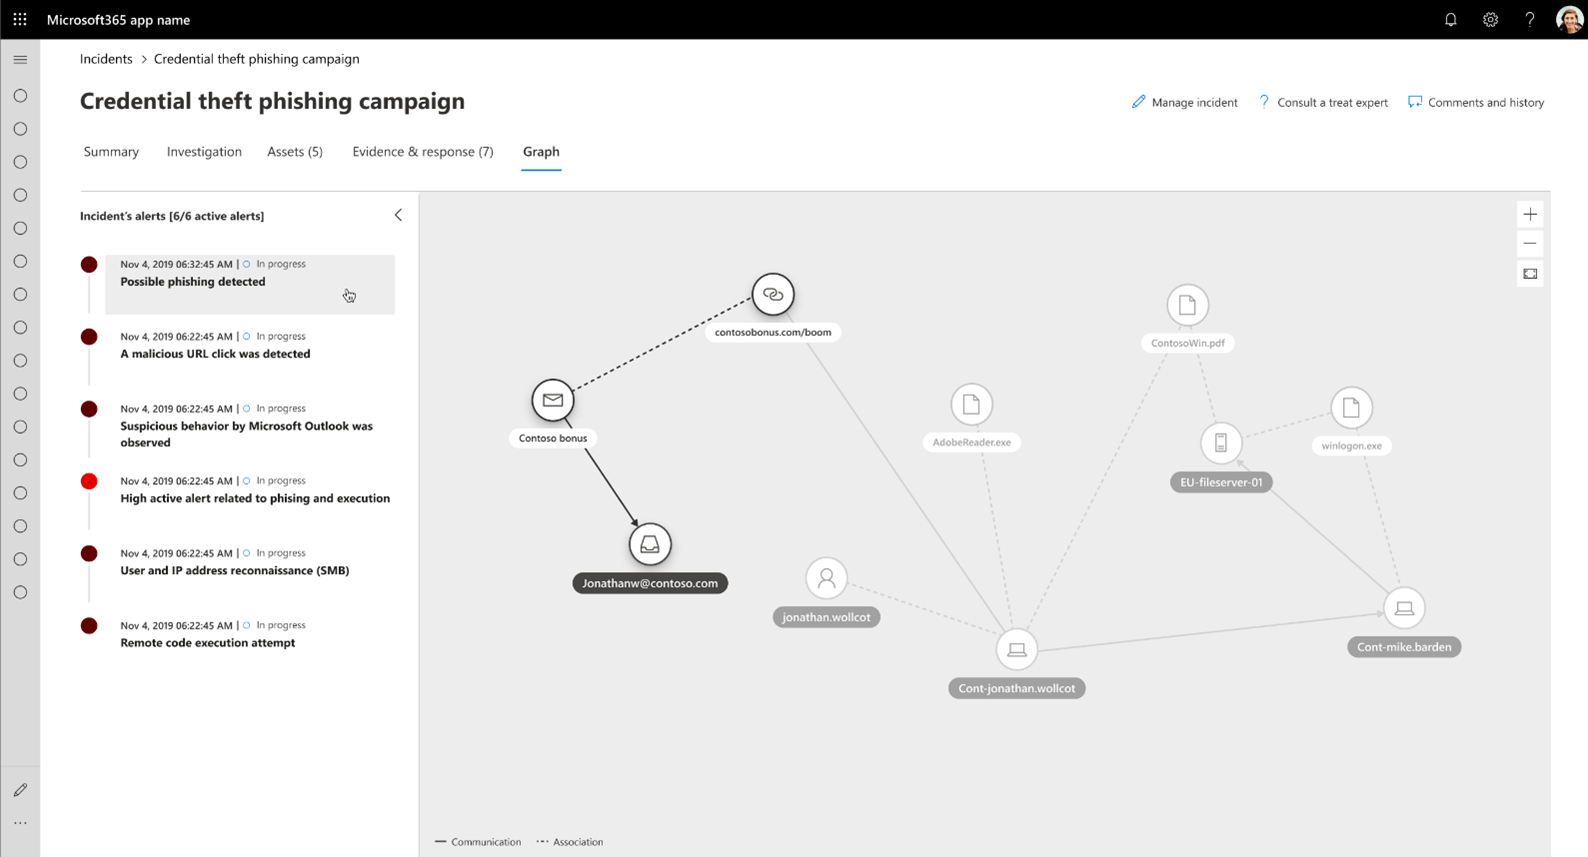 Microsoft365 app name
Incidents > Credential theft phishing campaign
Credential theft phishing campaign
Manage incident
? Consult a treat expert
Comments and history
Summary
Investigation
Assets (5)
Evidence & response (7)
Graph
Incident's alerts [6/6 active alerts]
Nov 4, 2019 06:32:45 AM | In progress
Possible phishing detected
Nov 4, 2019 06:22:45 AM | In progress
A malicious URL click was detected
Nov 4, 2019 06:22:45 AM | In progress
Suspicious behavior by Microsoft Outlook was
observed
Nov 4, 2019 06:22:45 AM | In progress
High active alert related to phising and execution
Nov 4, 2019 06:22:45 AM | In progress
User and IP address reconnaissance (SMB)
Nov 4, 2019 06:22:45 AM | In progress
Remote code execution attempt
contosobonus.com/boom
ContosoWin.pdf
Contoso bonus
AdobeReader.exe
winlogon.exe
EU-fileserver-01
Jonathanw@contoso.com
jonathan.wollcot
Cont-mike.barden
Cont-jonathan.wollcot
Communication
Association